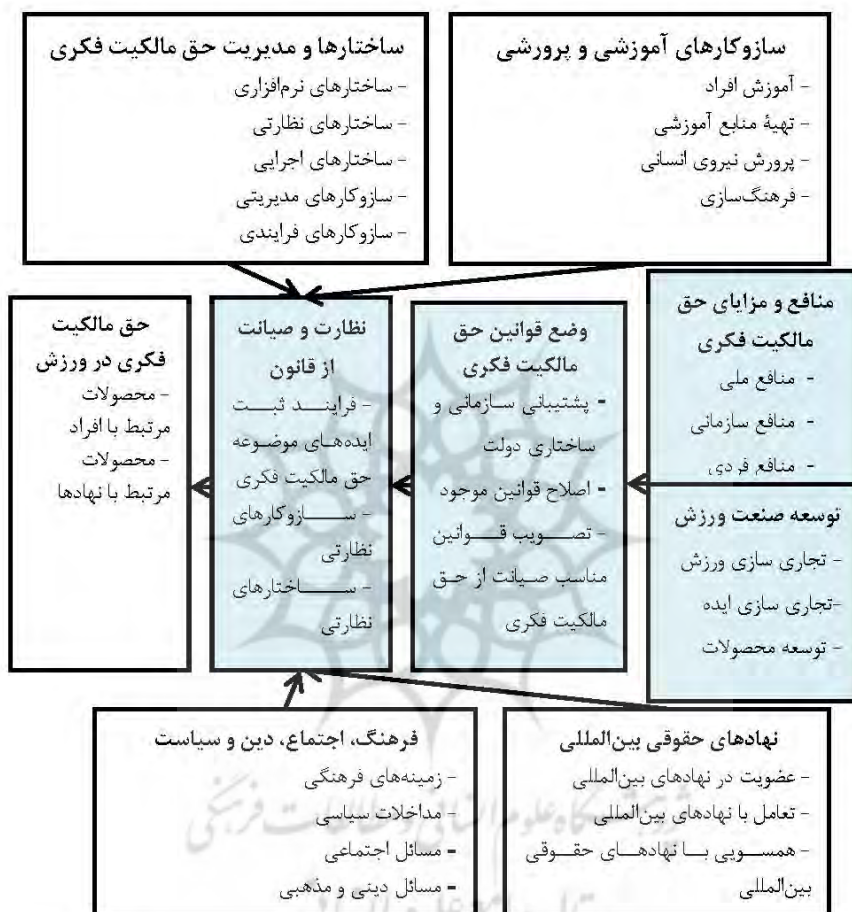 سازوکارهای آموزشی و پرورشی
- آموزش افراد
- تهیۀ منابع آموزشی
- پرورش نیروی انسانی
- فرهنگ‌سازی
ساختارها و مدیریت حق مالکیت فکری
- ساختارهای نرم‌افزاری
- ساختارهای نظارتی
- ساختارهای اجرایی
- سازوکارهای مدیریتی
- سازوکارهای فرایندی
منافع و مزایای حق
مالکیت فکری
- منافع ملی
- منافع سازمانی
- منافع فردی
توسعه صنعت ورزش
- تجاری سازی ورزش
-تجاری سازی ایده
- توسعه محصولات
وضع قوانین حق
مالکیت فکری
- پشتیبانی سازمانی و
ساختاری دولت
- اصلاح قوانین موجود
- تصویب قوانین
مناسب صیانت از حق
مالکیت فکری
نظارت و صیانت
از قانون
- فرایند ثبت
ایده‌های موضوعه
حق مالکیت فکری
- سازوکارهای
نظارتی
- ساختارهای
نظارتی
حق مالکیت
فکری در ورزش
- محصولات
مرتبط با افراد
- محصولات
مرتبط با نهادها
نهادهای حقوقی بین‌المللی
- عضویت در نهادهای بین‌المللی
- تعامل با نهادهای بین‌المللی
- همسویی با نهادهای حقوقی
بین‌المللی
فرهنگ، اجتماع، دین و سیاست
- زمینه‌های فرهنگی
- مداخلات سیاسی
- مسائل اجتماعی
- مسائل دینی و مذهبی
پژوهشگاه علوم انسانی و مطالعات فرهنگی